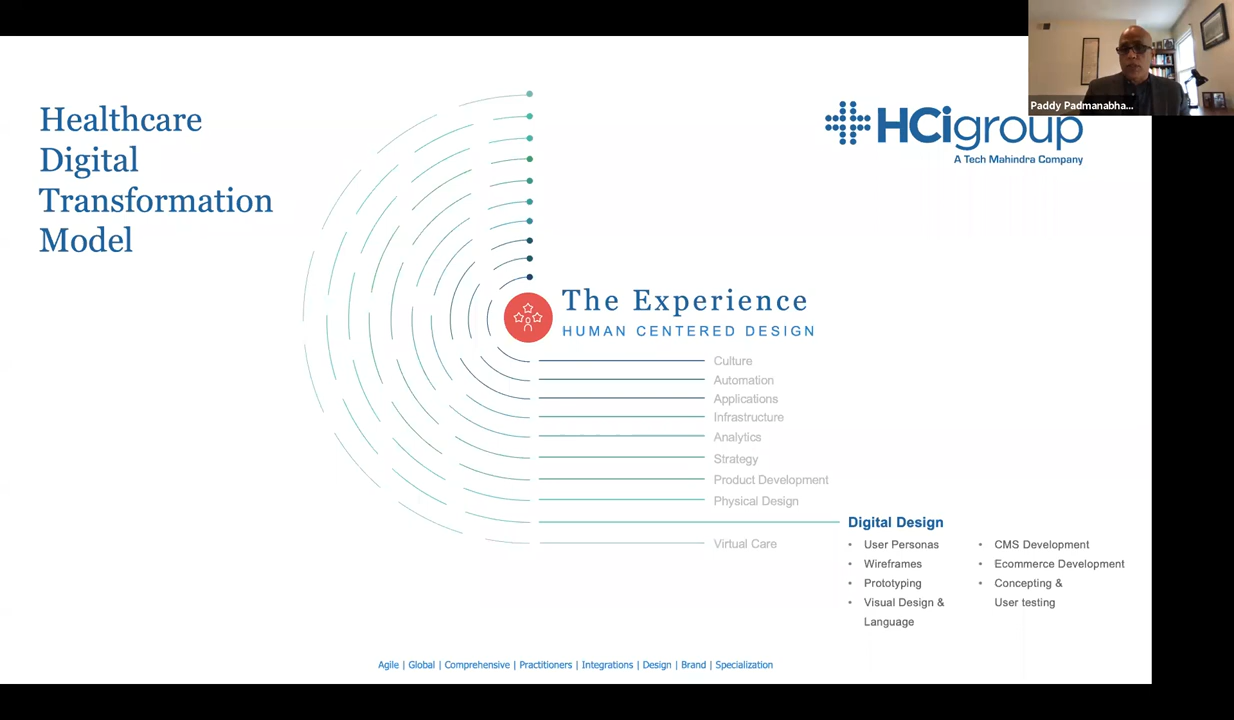 Healthcare
Digital
Transformation
Model
HCigroup
A Tech Mahindra Company
Paddy Padmanabha...
The Experience
HUMAN CENTERED DESIGN
Culture
Automation
Applications
Infrastructure
Analytics
Strategy
Product Development
Physical Design
Digital Design
• User Personas
• Wireframes
• Prototyping
• Visual Design &
Language
• CMS Development
• Ecommerce Development
• Concepting &
User testing
Virtual Care
Agile | Global | Comprehensive | Practitioners | Integrations | Design | Brand | Specialization